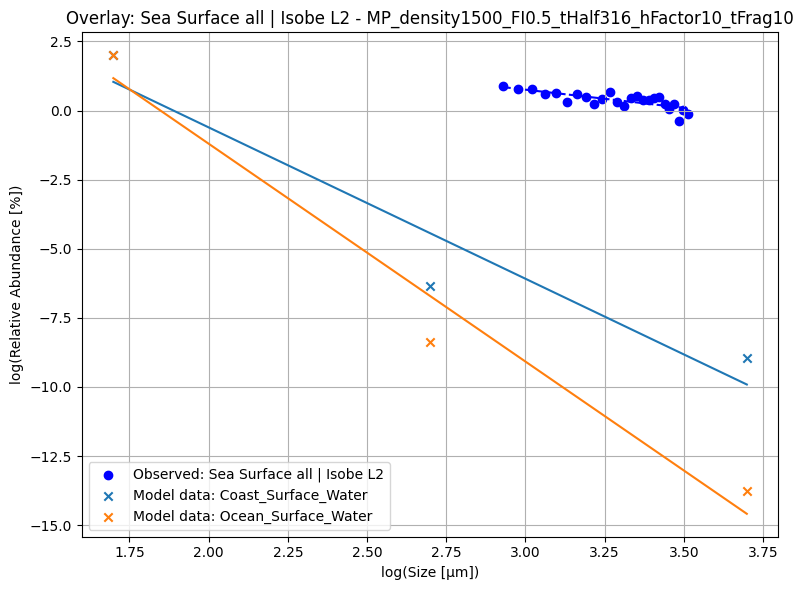 Overlay: Sea Surface all | Isobe L2 - MP_density1500_FI0.5_tHalf316_hFactor10_tFrag10
log(Relative Abundance [%])
2.5
0.0
−2.5
−5.0
−7.5
−10.0
−12.5
−15.0
Observed: Sea Surface all | Isobe L2
Model data: Coast_Surface_Water
Model data: Ocean_Surface_Water
1.75 2.00 2.25 2.50 2.75 3.00 3.25 3.50 3.75
log(Size [μm])